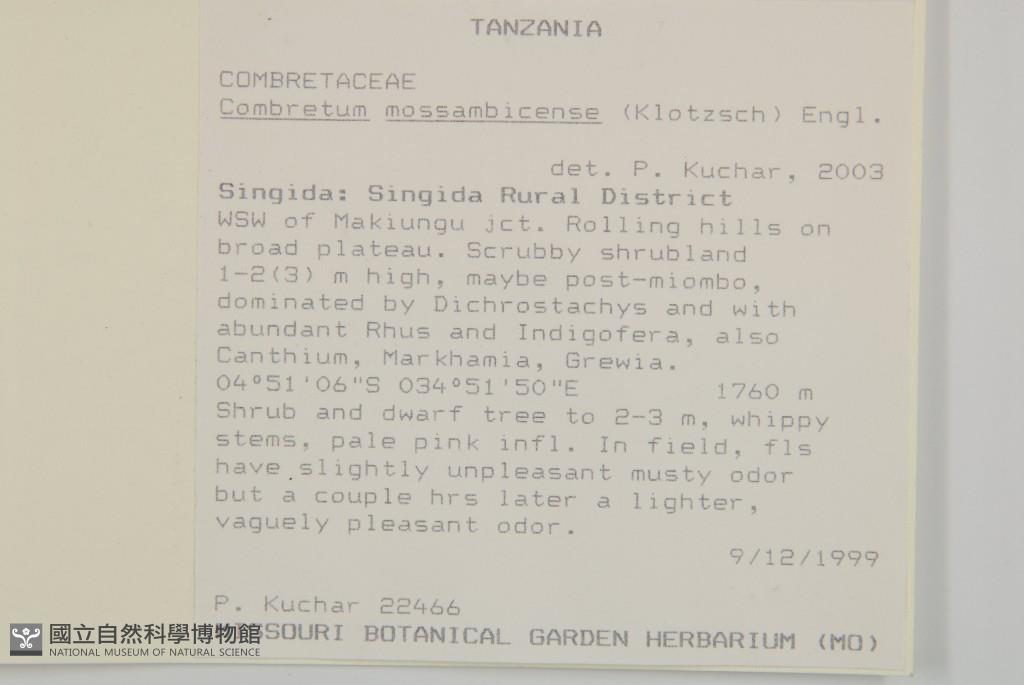 TANZANIA
COMBRETACEAE
Combretum mossambicense (Klotzsch) Engl.
det. P. Kuchar, 2003
Singida: Singida Rural District
WSW of Makiungu jct. Rolling hills on
broad plateau. Scrubby shrubland
1-2(3) m high, maybe post-miombo,
dominated by Dichrostachys and with
abundant Rhus and Indigofera, also
Canthium, Markhamia, Grewia.
04°51'06"S 034°51'50"E 1760 m
Shrub and dwarf tree to 2-3 m, whippy
stems, pale pink infl. In field, fls
have slightly unpleasant musty odor
but a couple hrs later a lighter,
vaguely pleasant odor.
9/12/1999
P. Kuchar 22466
MISSOURI BOTANICAL GARDEN HERBARIUM (MO)
國立自然科學博物館
NATIONAL MUSEUM OF NATURAL SCIENCE